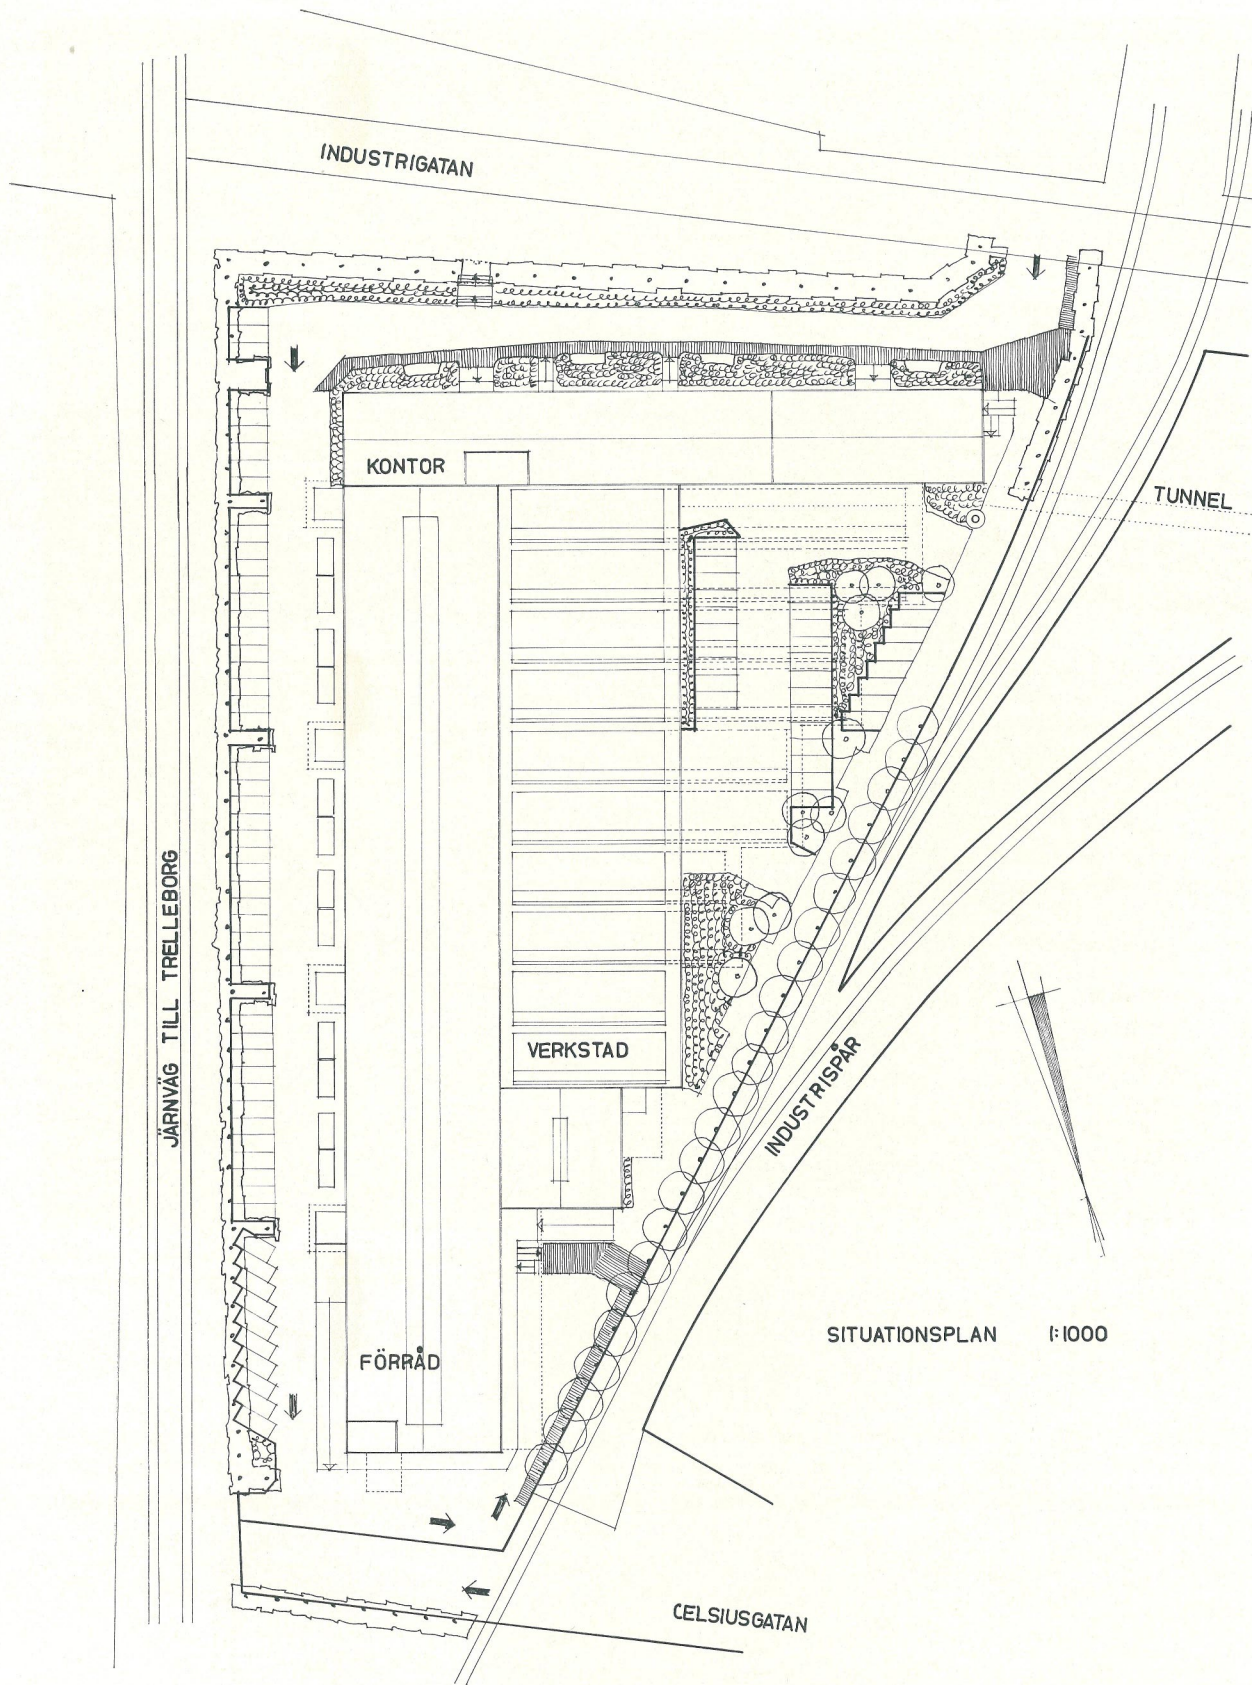 INDUSTRIGATAN
KONTOR
TUNNEL
JÄRNVÄG TILL TRELLEBORG
VERKSTAD
INDUSTRISPÅR
SITUATIONSPLAN 1:1000
FÖRRÅD
CELSIUSGATAN